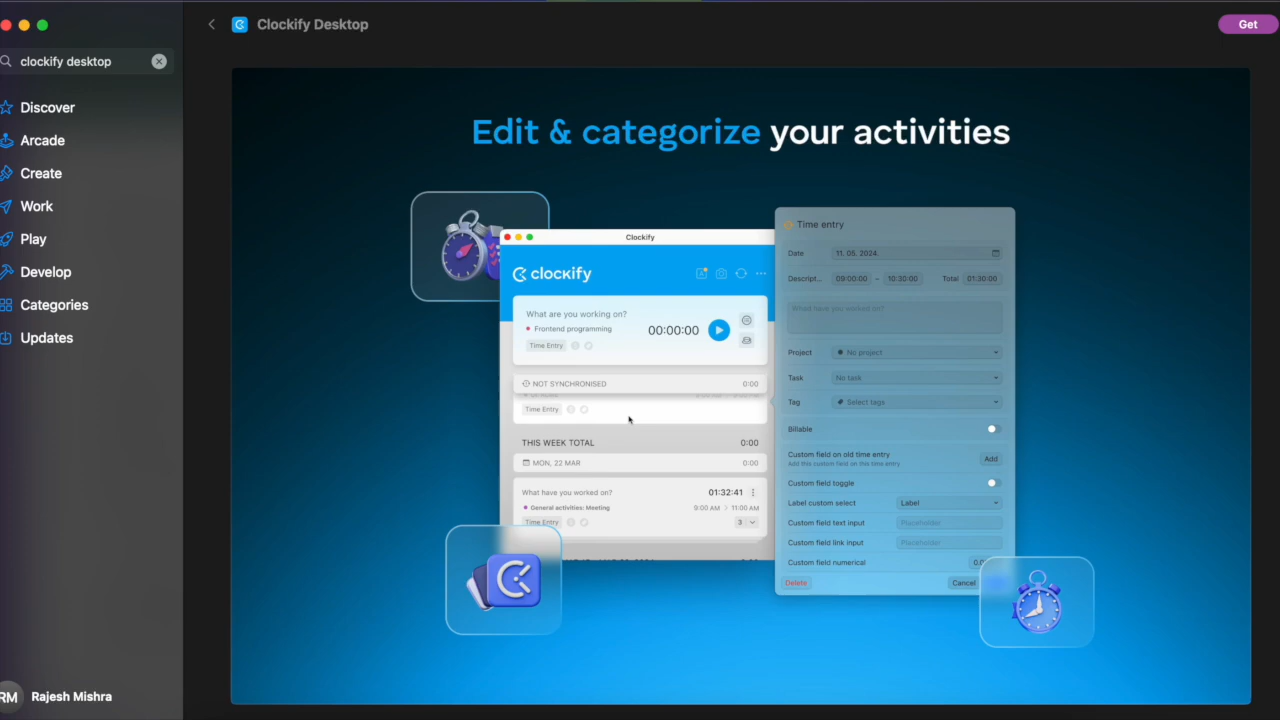 Clockify Desktop
Get
clockify desktop
Discover
Arcade
Create
Work
Play
Develop
Categories
Updates
RM
Rajesh Mishra
Edit & categorize your activities
Clockify
clockify
What are you working on?
Frontend programming
00:00:00
Time Entry
NOT SYNCHRONISED 0:00
Time Entry
THIS WEEK TOTAL 0:00
MON, 22 MAR 0:00
What have you worked on? 01:32:41
General activities: Meeting 9:00 AM > 11:00 AM
Time Entry 3
Time entry
Date 11. 05. 2024.
Descript... 09:00:00 - 10:30:00 Total 01:30:00
What have you worked on?
Project No project
Task No task
Tag Select tags
Billable
Custom field on old time entry
Add this custom field on this time entry
Add
Custom field toggle
Label custom select Label
Custom field text input Placeholder
Custom field link input Placeholder
Custom field numerical
Delete Cancel